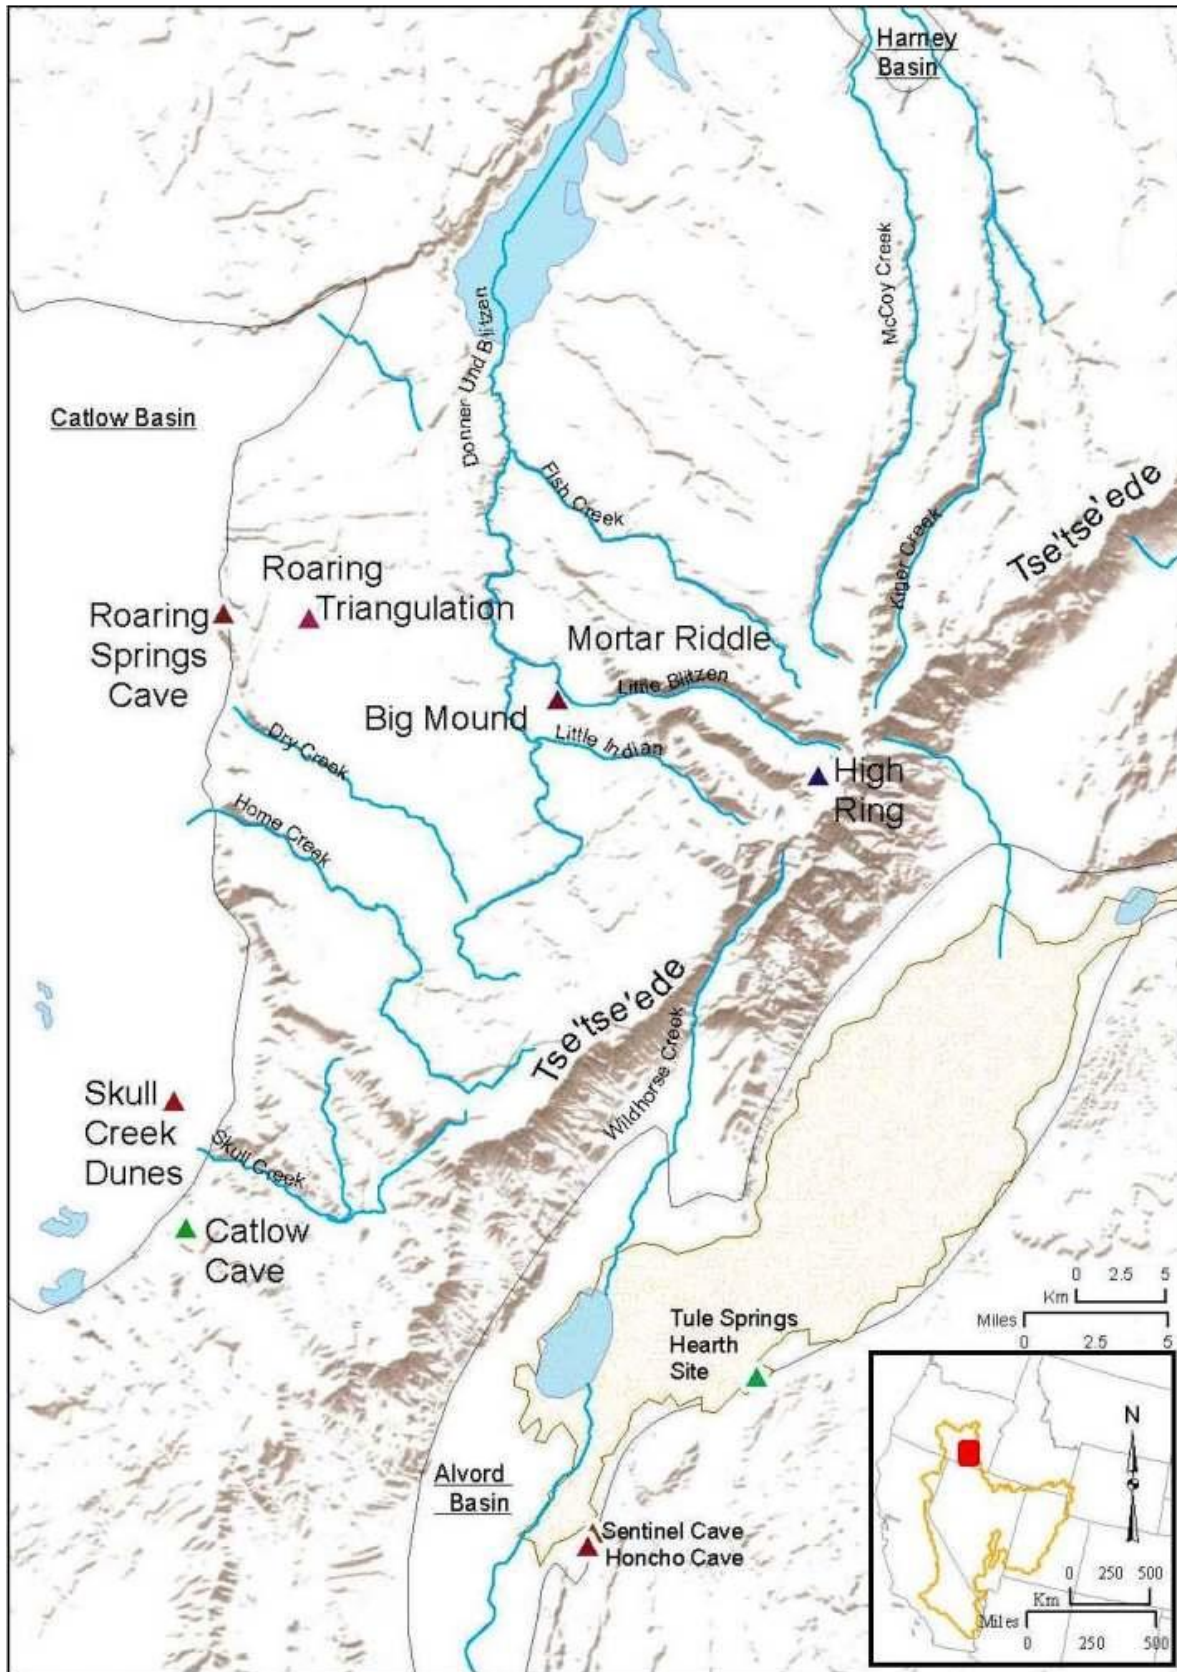 Harney
Basin
McCoy Creek
Donner Und Blitzen
Catlow Basin
Fish Creek
Kiger Creek
Tse'tse'ede
Roaring
Triangulation
Roaring
Springs
Cave
Mortar Riddle
Little Blitzen
Big Mound
Little Indian
Dry Creek
High
Ring
Home Creek
Tse'tse'ede
Wildhorse Creek
Skull
Creek
Dunes
Skull Creek
Catlow
Cave
0 2.5 5
Km
Miles
0 2.5 5
Tule Springs
Hearth
Site
N
Alvord
Basin
Sentinel Cave
Honcho Cave
0 250 500
Km
Miles
0 250 500